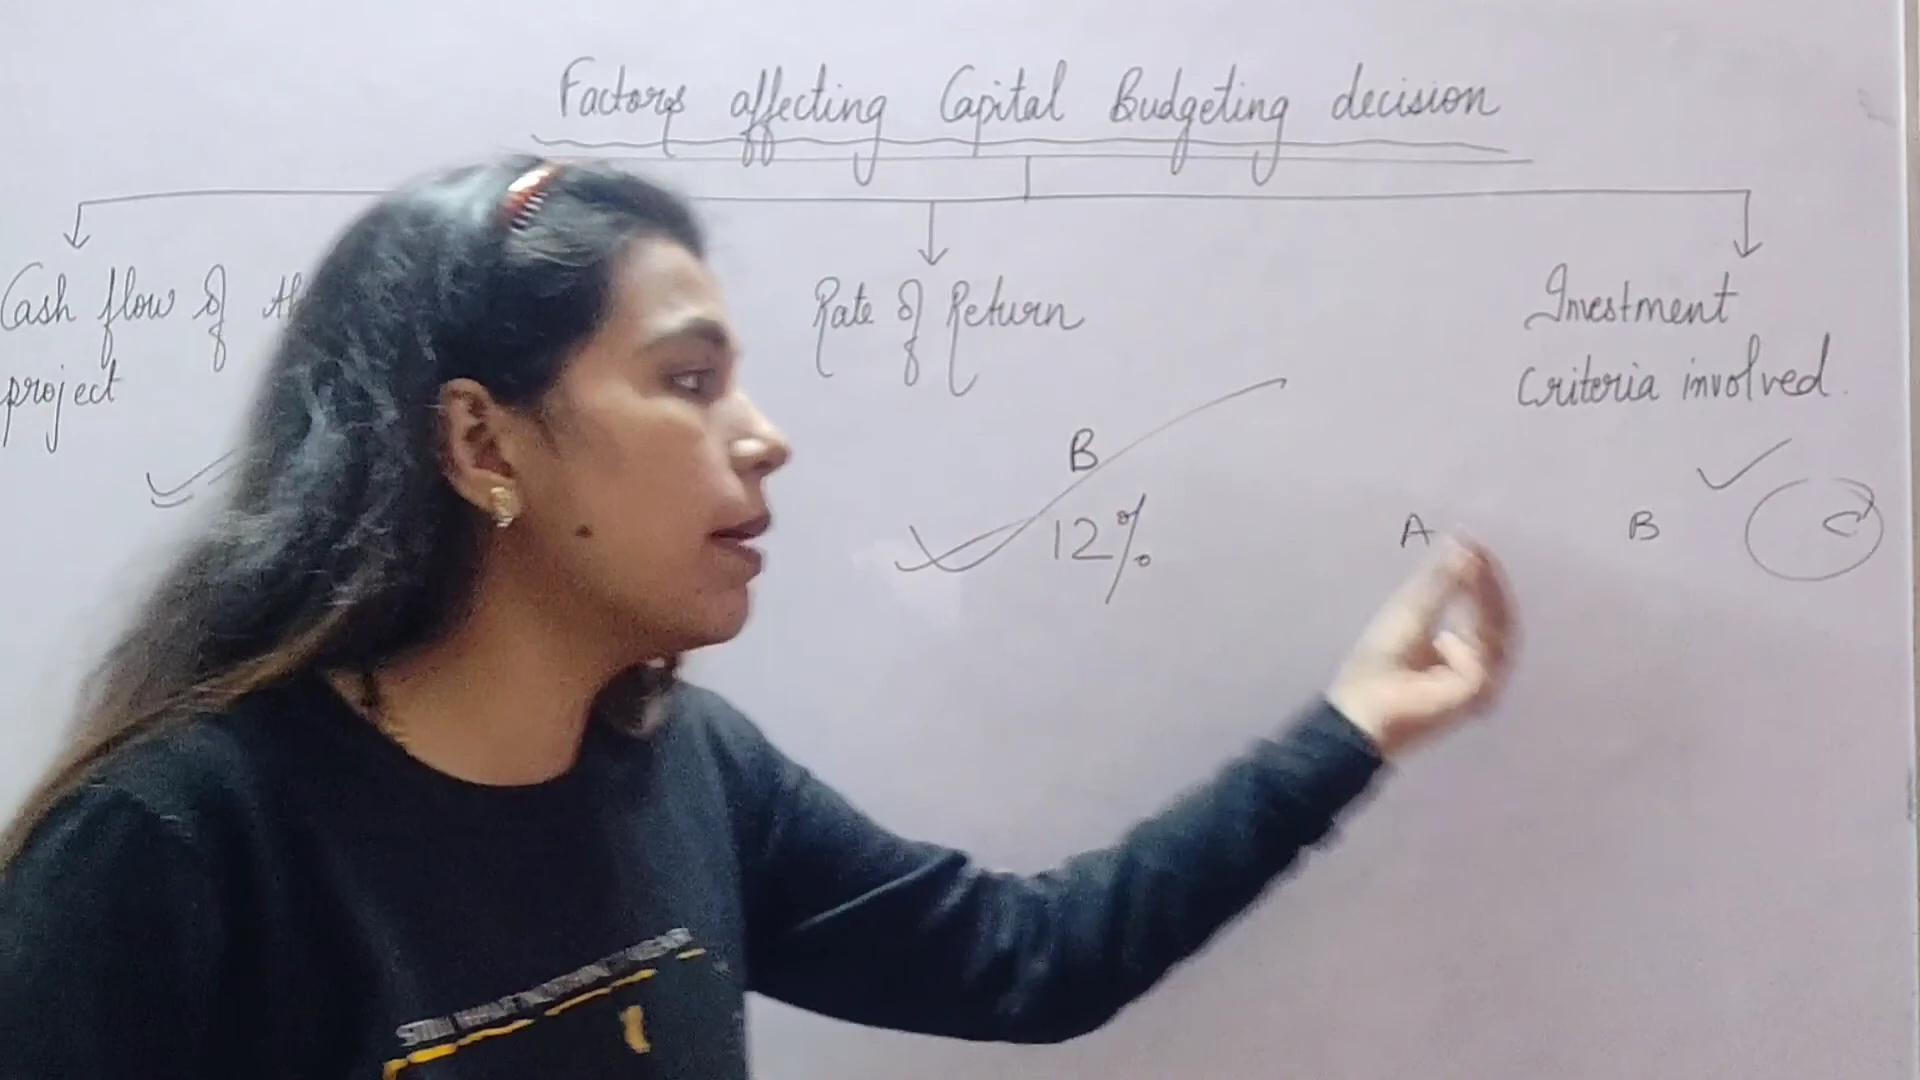 Factors affecting Capital Budgeting decision
Cash flow of
project
Rate of Return
Investment
Criteria involved.
B
12%
A B C